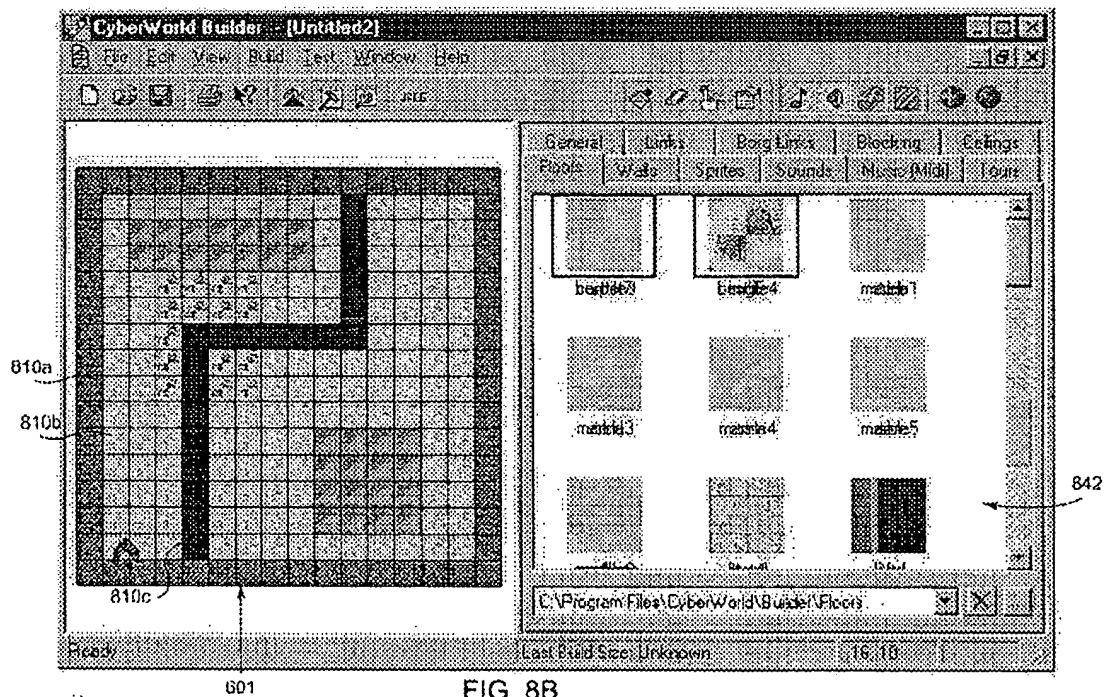 CyberWorld Builder - [Untitled2]
File Edit View Build Test Window Help
General Links Borg Links Blocking Ceilings
Floors Walls Sprites Sounds Music (Midi) Tours
marble1
marble3 marble4 marble5
C:\Program Files\CyberWorld\Builder\Floors
Ready Last Build Size: Unknown 16,10
810a
810b
810c
842
601
FIG. 8B